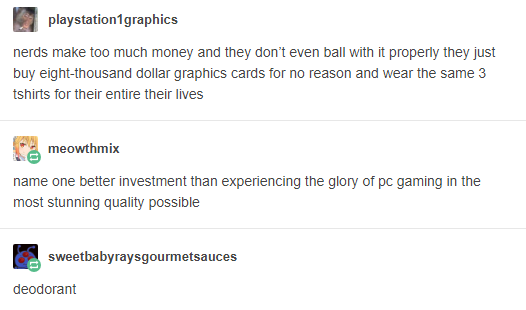 playstation1graphics
nerds make too much money and they don't even ball with it properly they just
buy eight-thousand dollar graphics cards for no reason and wear the same 3
tshirts for their entire their lives
meowthmix
name one better investment than experiencing the glory of pc gaming in the
most stunning quality possible
sweetbabyraysgourmetsauces
deodorant